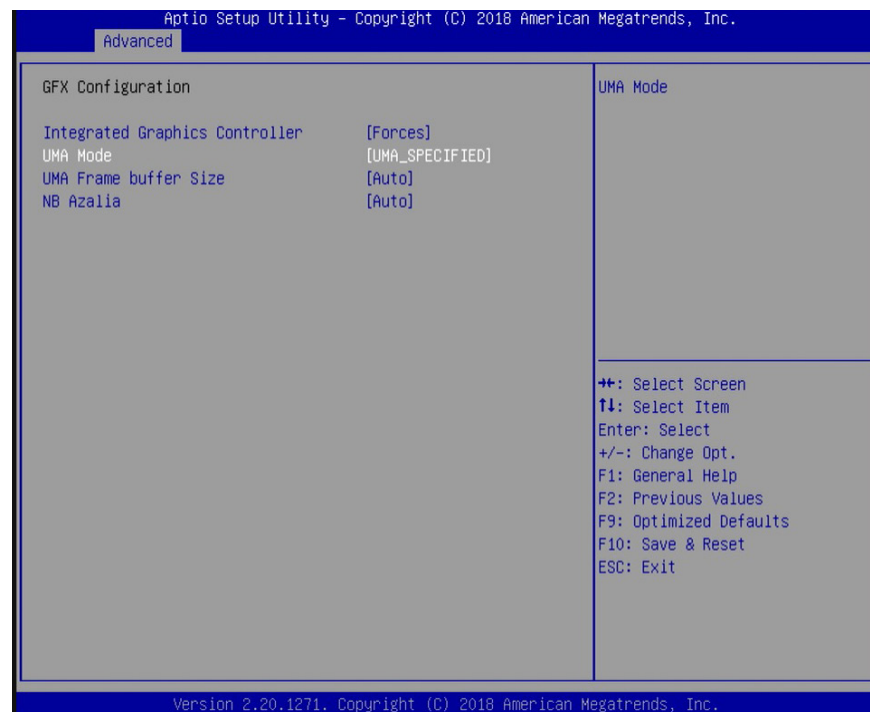 Aptio Setup Utility – Copyright (C) 2018 American Megatrends, Inc.
Advanced
GFX Configuration
Integrated Graphics Controller [Forces]
UMA Mode [UMA_SPECIFIED]
UMA Frame buffer Size [Auto]
NB Azalia [Auto]
UMA Mode
→←: Select Screen
↑↓: Select Item
Enter: Select
+/-: Change Opt.
F1: General Help
F2: Previous Values
F9: Optimized Defaults
F10: Save & Reset
ESC: Exit
Version 2.20.1271. Copyright (C) 2018 American Megatrends, Inc.